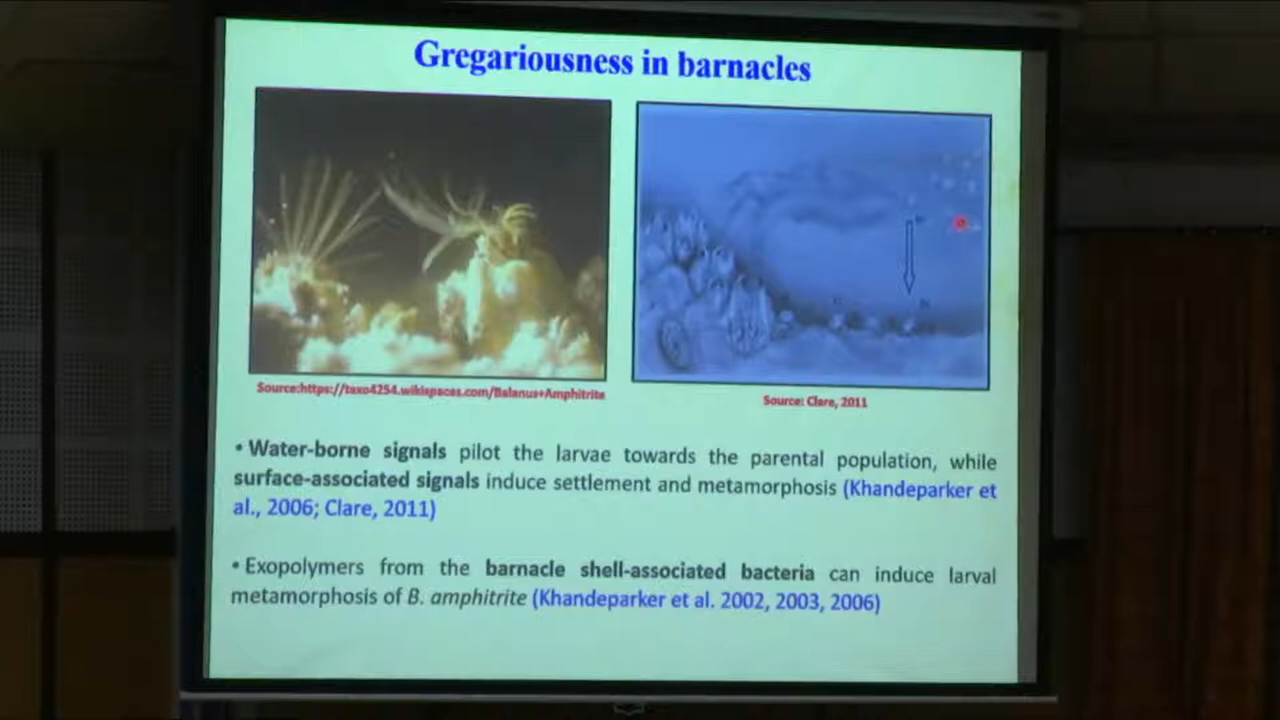 Gregariousness in barnacles
Source:https://taxo4254.wikispaces.com/Balanus+Amphitrite
Source: Clare, 2011
• Water-borne signals pilot the larvae towards the parental population, while
surface-associated signals induce settlement and metamorphosis (Khandeparker et
al., 2006; Clare, 2011)
• Exopolymers from the barnacle shell-associated bacteria can induce larval
metamorphosis of B. amphitrite (Khandeparker et al. 2002, 2003, 2006)